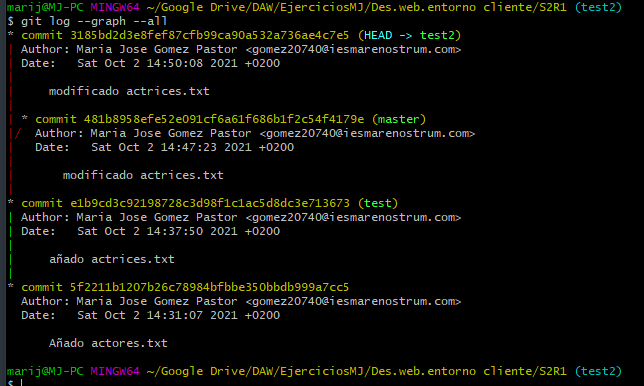 marij@MJ-PC MINGW64 ~/Google Drive/DAW/EjerciciosMJ/Des.web.entorno cliente/S2R1 (test2)
$ git log --graph --all
* commit 3185bd2d3e8fef87cfb99ca90a532a736ae4c7e5 (HEAD -> test2)
| Author: Maria Jose Gomez Pastor <gomez20740@iesmarenostrum.com>
| Date:   Sat Oct 2 14:50:08 2021 +0200
|
|     modificado actrices.txt
|
| * commit 481b8958efe52e091cf6a61f686b1f2c54f4179e (master)
|/  Author: Maria Jose Gomez Pastor <gomez20740@iesmarenostrum.com>
|   Date:   Sat Oct 2 14:47:23 2021 +0200
|
|       modificado actrices.txt
|
* commit e1b9cd3c92198728c3d98f1c1ac5d8dc3e713673 (test)
| Author: Maria Jose Gomez Pastor <gomez20740@iesmarenostrum.com>
| Date:   Sat Oct 2 14:37:50 2021 +0200
|
|     añado actrices.txt
|
* commit 5f2211b1207b26c78984bfbbe350bbdb999a7cc5
  Author: Maria Jose Gomez Pastor <gomez20740@iesmarenostrum.com>
  Date:   Sat Oct 2 14:31:07 2021 +0200

      Añado actores.txt

marij@MJ-PC MINGW64 ~/Google Drive/DAW/EjerciciosMJ/Des.web.entorno cliente/S2R1 (test2)
$